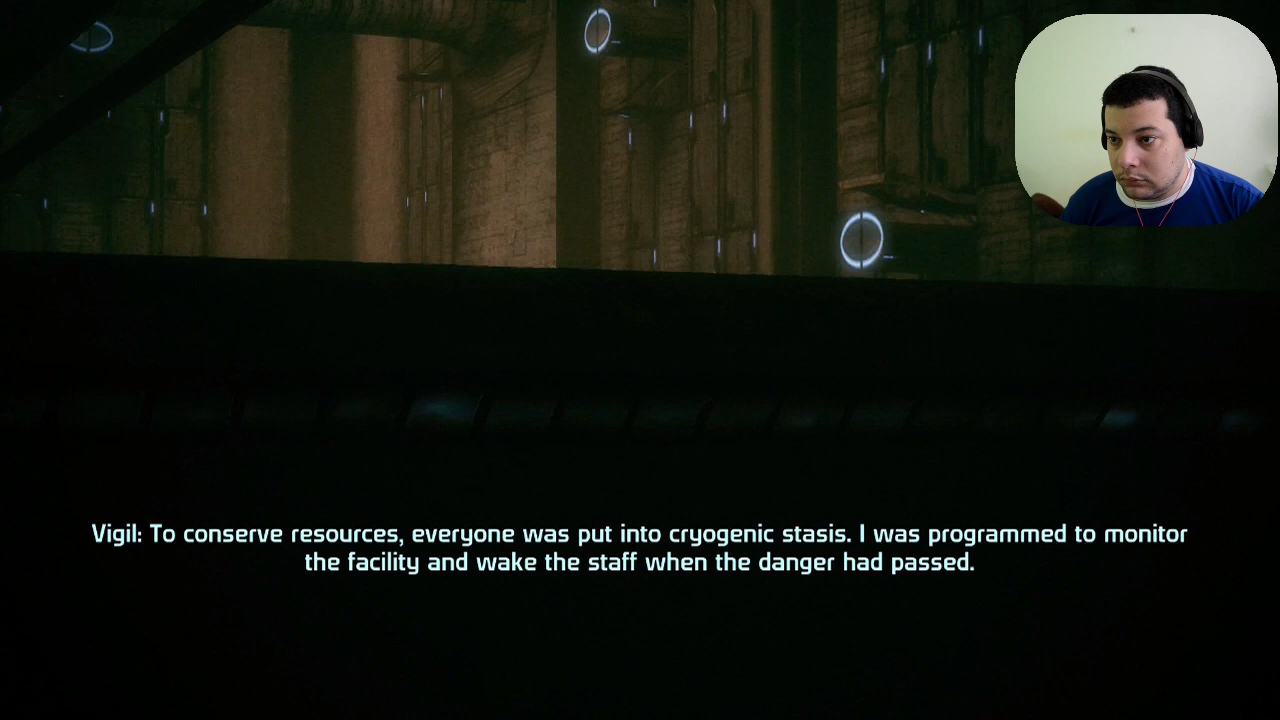 Vigil: To conserve resources, everyone was put into cryogenic stasis. I was programmed to monitor
the facility and wake the staff when the danger had passed.